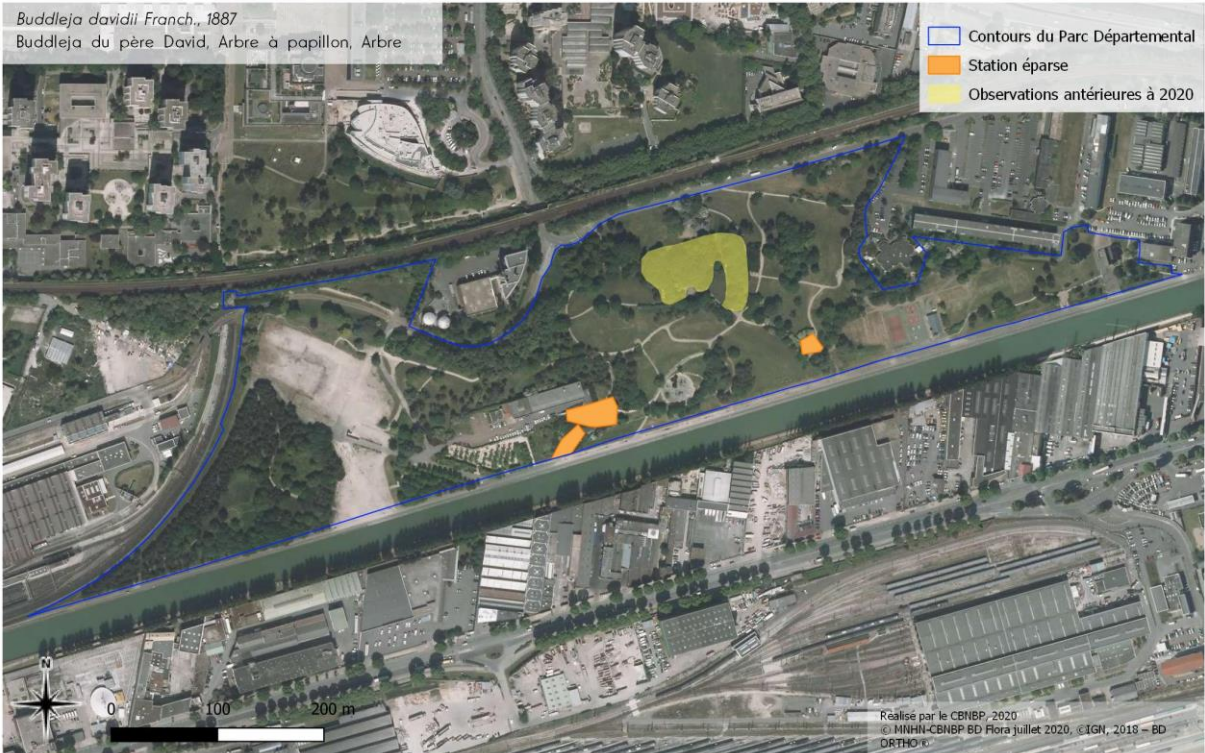 Buddleja davidii Franch., 1887
Buddleja du père David, Arbre à papillon, Arbre
Contours du Parc Départemental
Station éparse
Observations antérieures à 2020
N
0 100 200 m
Réalisé par le CBNBP, 2020
© MNHN-CBNBP BD Flora juillet 2020, ©IGN, 2018 – BD
ORTHO ®